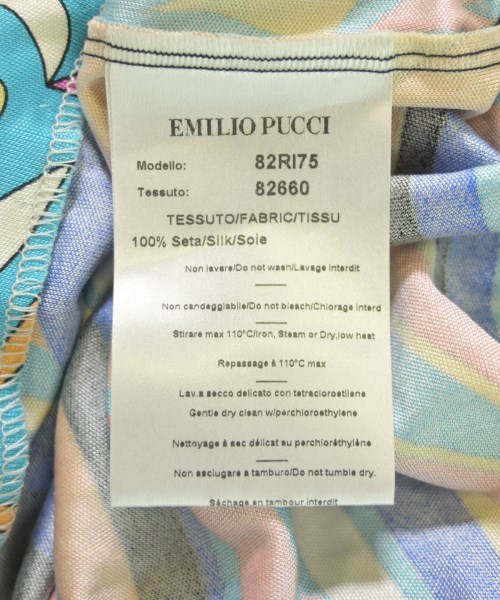 EMILIO PUCCI
Modello: 82RI75
Tessuto: 82660
TESSUTO/FABRIC/TISSU
100% Seta/Silk/Soie
Non lavare/Do not wash/Lavage interdit
Non candeggiabile/Do not bleach/Chlorage interd
Stirare max 110°C/Iron, Steam or Dry,low heat
Repassage à 110°C max
Lav.a secco delicato con tetracloroetilene
Gentle dry clean w/perchloroethylene
Nettoyage à sec délicat au perchloréthylène
Non asciugare a tamburo/Do not tumble dry.
Séchage en tambour interdit